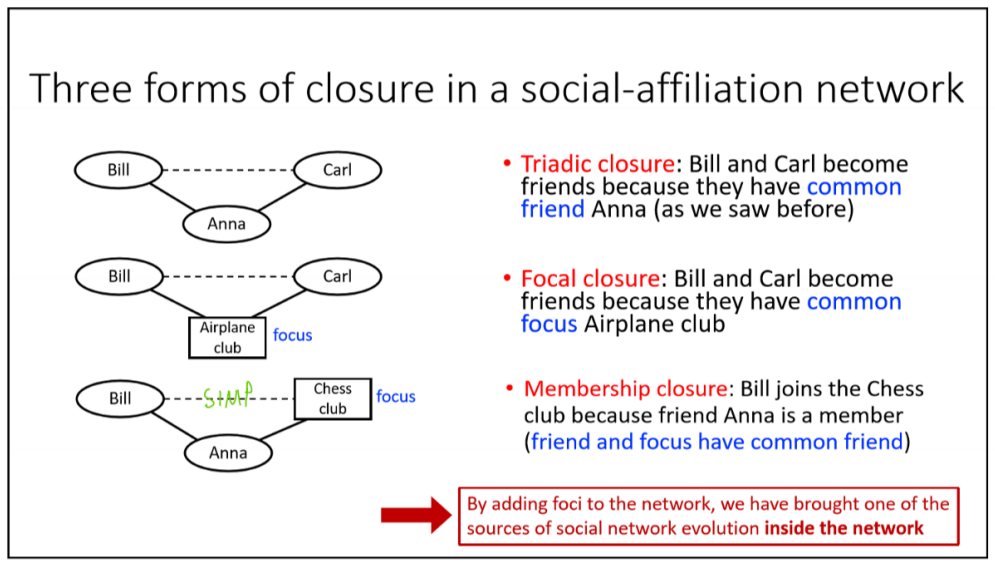 Three forms of closure in a social-affiliation network
Bill
Carl
Anna
• Triadic closure: Bill and Carl become
friends because they have common
friend Anna (as we saw before)
Bill
Carl
Airplane
club
focus
• Focal closure: Bill and Carl become
friends because they have common
focus Airplane club
Bill
SIMP
Chess
club
focus
Anna
• Membership closure: Bill joins the Chess
club because friend Anna is a member
(friend and focus have common friend)
By adding foci to the network, we have brought one of the
sources of social network evolution inside the network